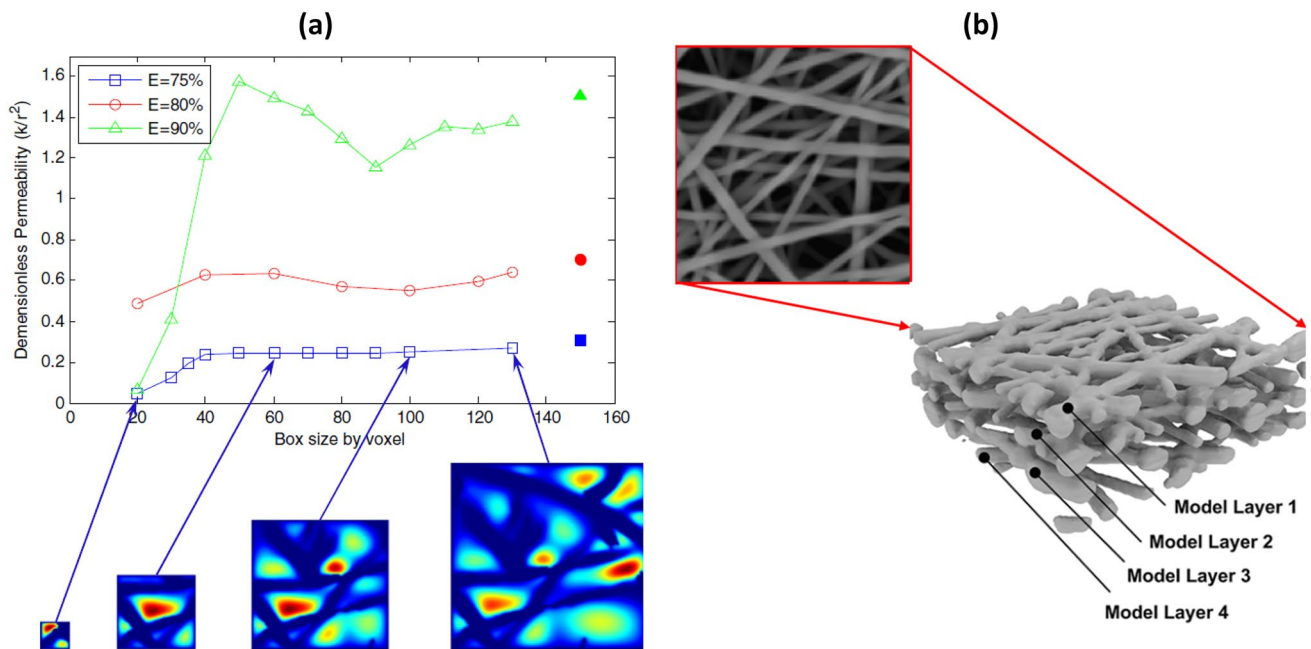 (a)
(b)
E=75%
E=80%
E=90%
Demensionless Permeability (k/r²)
1.6
1.4
1.2
1
0.8
0.6
0.4
0.2
0
0 20 40 60 80 100 120 140 160
Box size by voxel
Model Layer 1
Model Layer 2
Model Layer 3
Model Layer 4